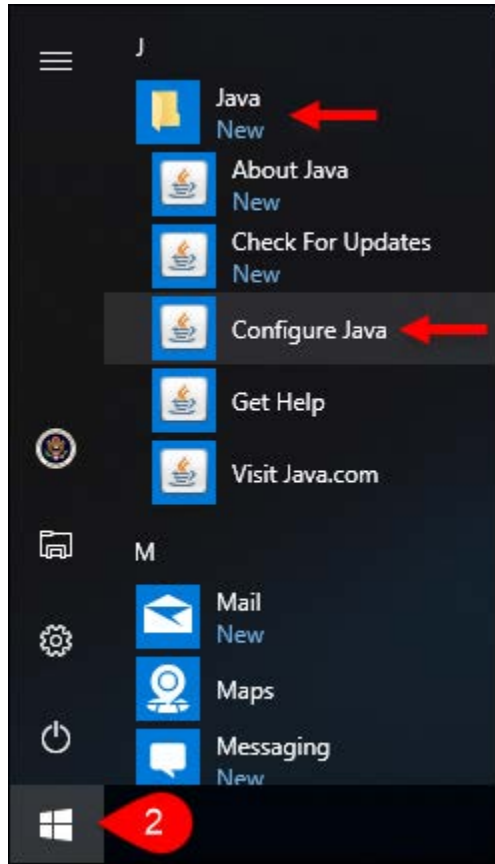 J
Java
New
About Java
New
Check For Updates
New
Configure Java
Get Help
Visit Java.com
M
Mail
New
Maps
Messaging
New
2